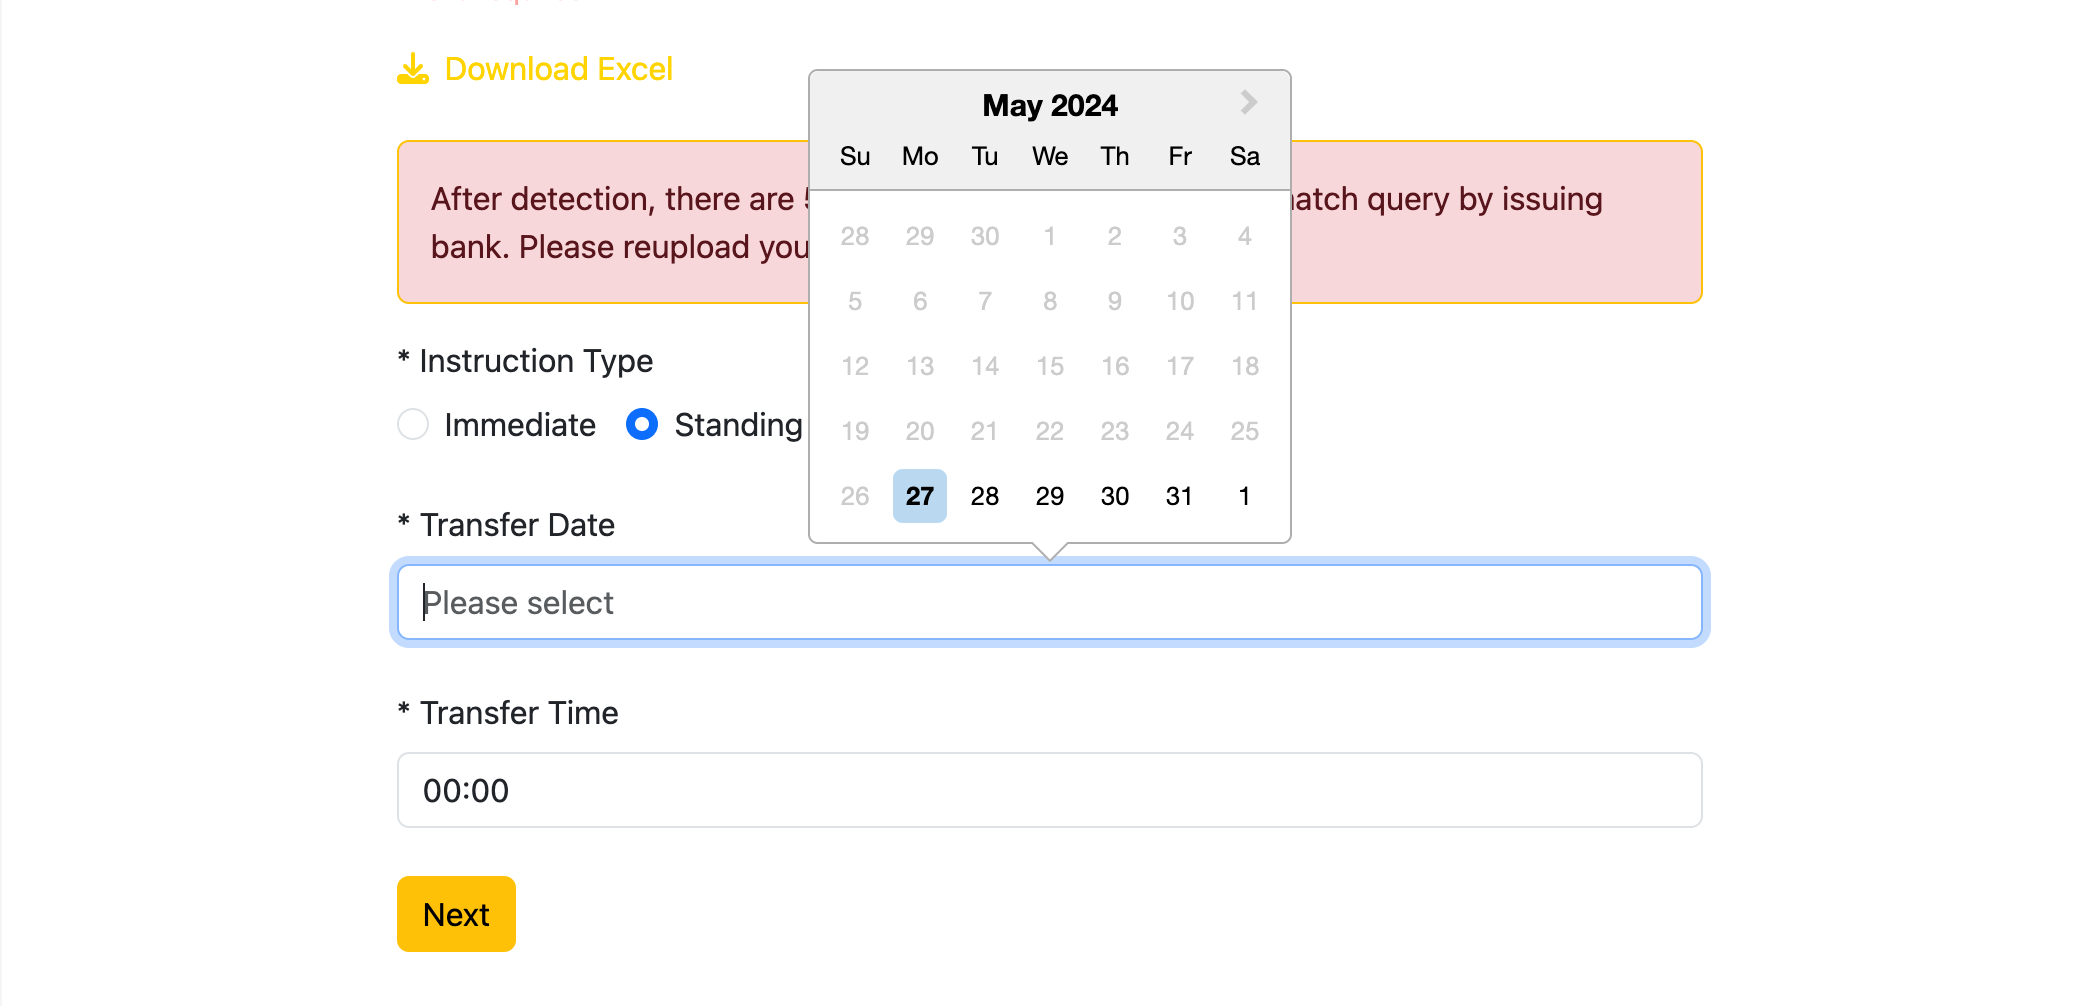 Download Excel
May 2024
Su Mo Tu We Th Fr Sa
After detection, there are
atch query by issuing
bank. Please reupload you
28 29 30 1 2 3 4
5 6 7 8 9 10 11
12 13 14 15 16 17 18
19 20 21 22 23 24 25
26 27 28 29 30 31 1
* Instruction Type
Immediate Standing
* Transfer Date
Please select
* Transfer Time
00:00
Next